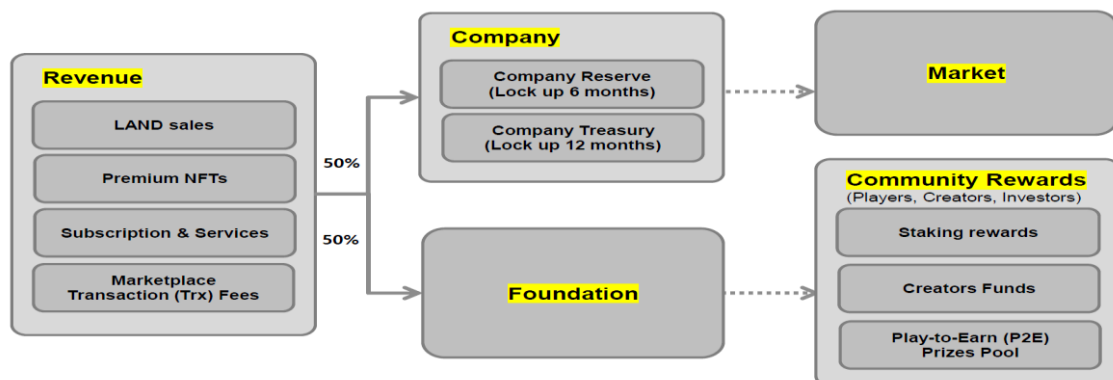 Revenue
LAND sales
Premium NFTs
Subscription & Services
Marketplace
Transaction (Trx) Fees
50%
50%
Company
Company Reserve
(Lock up 6 months)
Company Treasury
(Lock up 12 months)
Foundation
Market
Community Rewards
(Players, Creators, Investors)
Staking rewards
Creators Funds
Play-to-Earn (P2E)
Prizes Pool